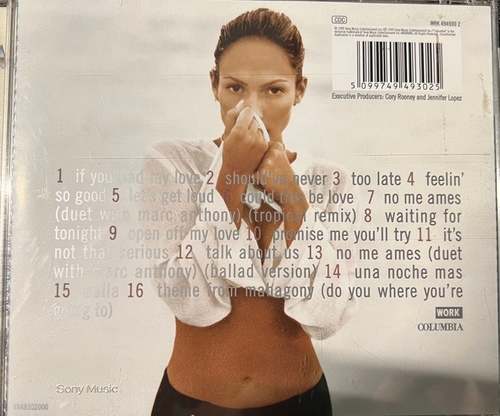 CDC
WRK 494930 2
5 099749 493025
Executive Producers: Cory Rooney and Jennifer Lopez
1 if you had my love 2 should've never 3 too late 4 feelin'
so good 5 let's get loud could this be love 7 no me ames
(duet with marc anthony) (tropical remix) 8 waiting for
tonight 9 open off my love 10 promise me you'll try 11 it's
not that serious 12 talk about us 13 no me ames (duet
with marc anthony) (ballad version) 14 una noche mas
15 16 theme from mahagony (do you where you're
going to)
WORK
COLUMBIA
Sony Music